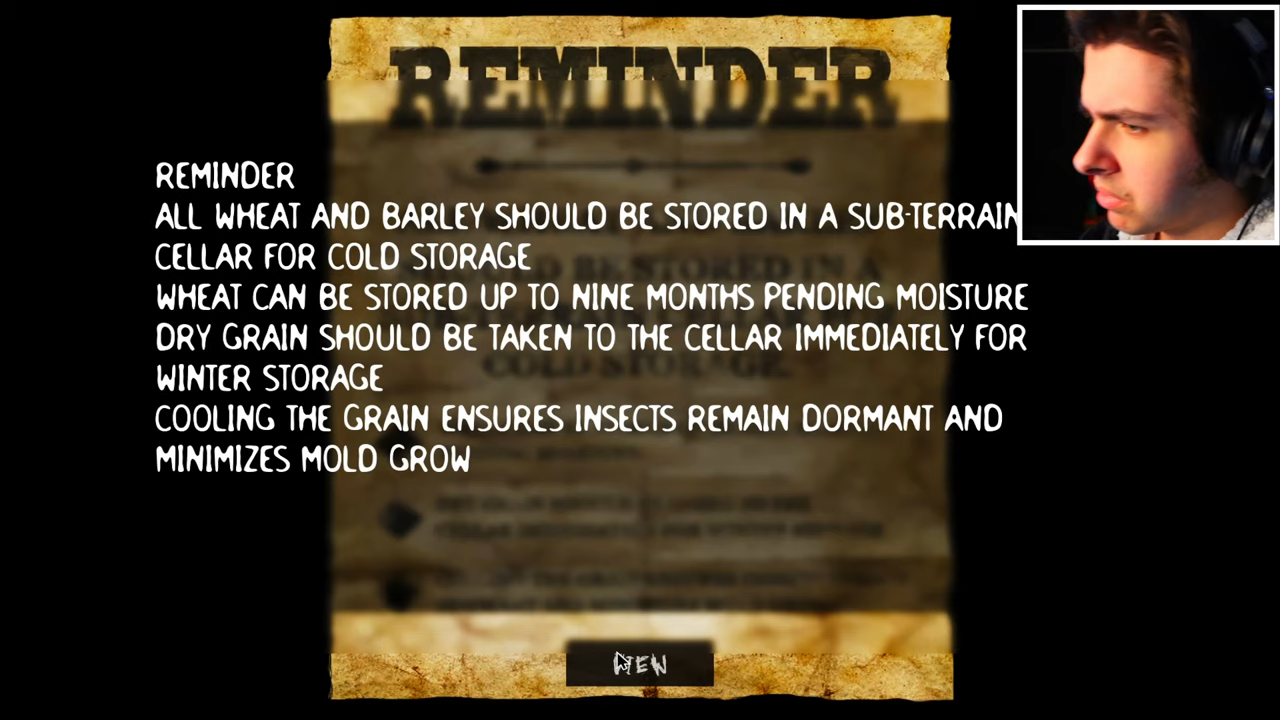 REMINDER
REMINDER
ALL WHEAT AND BARLEY SHOULD BE STORED IN A SUB-TERRAIN
CELLAR FOR COLD STORAGE
WHEAT CAN BE STORED UP TO NINE MONTHS PENDING MOISTURE
DRY GRAIN SHOULD BE TAKEN TO THE CELLAR IMMEDIATELY FOR
WINTER STORAGE
COOLING THE GRAIN ENSURES INSECTS REMAIN DORMANT AND
MINIMIZES MOLD GROW
VIEW